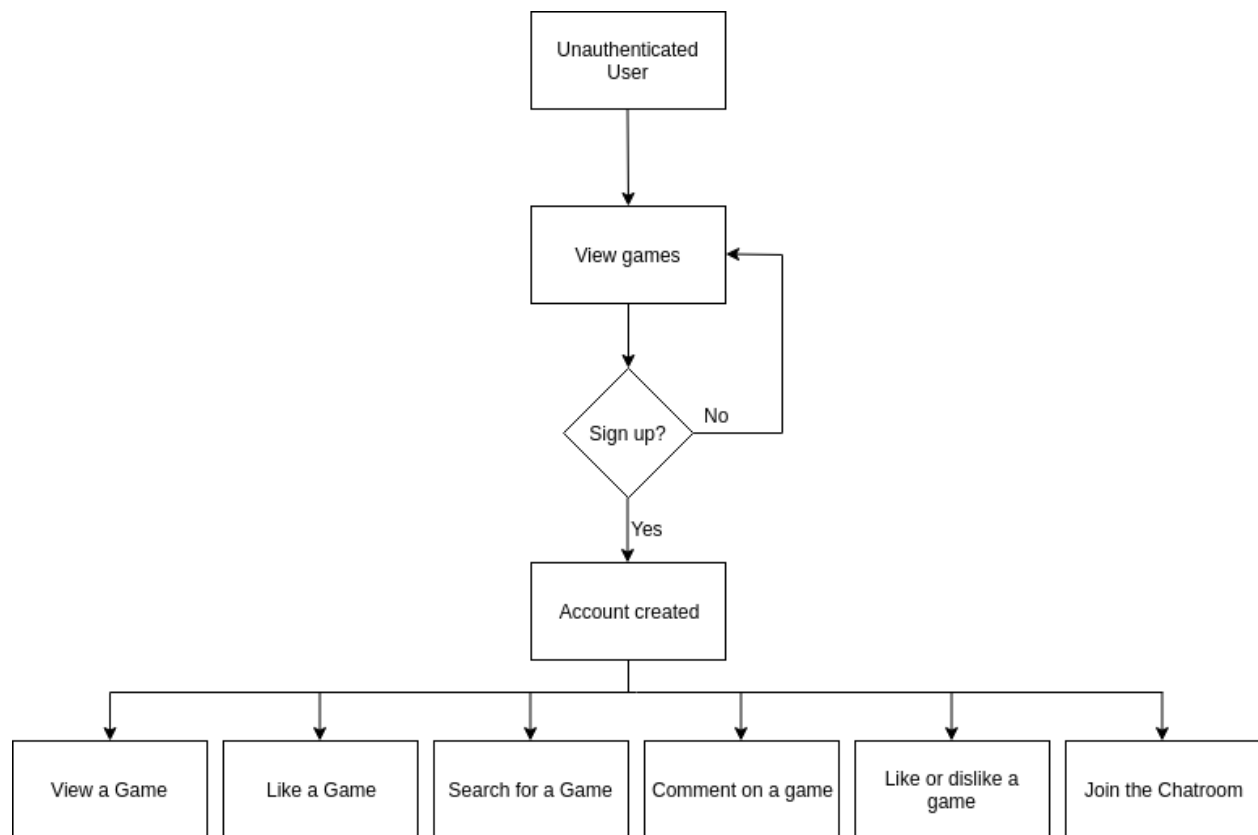 Unauthenticated
User
View games
No
Sign up?
Yes
Account created
View a Game
Like a Game
Search for a Game
Comment on a game
Like or dislike a
game
Join the Chatroom